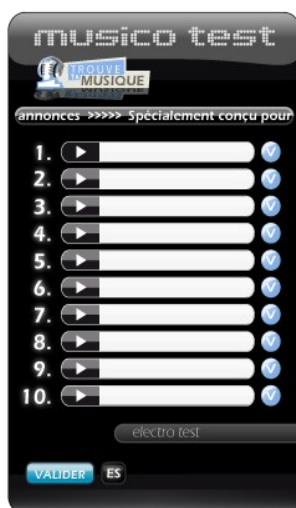 musico test
TROUVE
TA MUSIQUE
annonces >>>>> Spécialement conçu pour
1.
2.
3.
4.
5.
6.
7.
8.
9.
10.
electro test
VALIDER ES